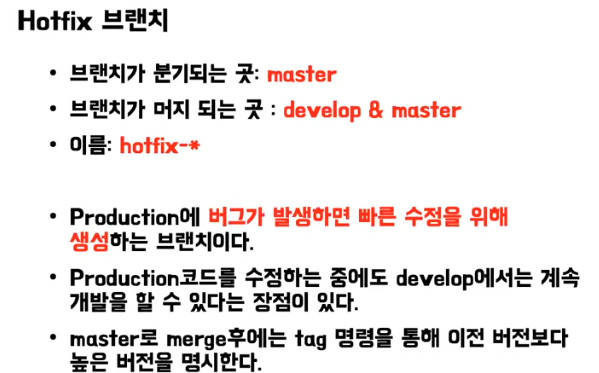 Hotfix 브랜치
• 브랜치가 분기되는 곳: master
• 브랜치가 머지 되는 곳 : develop & master
• 이름: hotfix-*
• Production에 버그가 발생하면 빠른 수정을 위해
생성하는 브랜치이다.
• Production코드를 수정하는 중에도 develop에서는 계속
개발을 할 수 있다는 장점이 있다.
• master로 merge후에는 tag 명령을 통해 이전 버전보다
높은 버전을 명시한다.